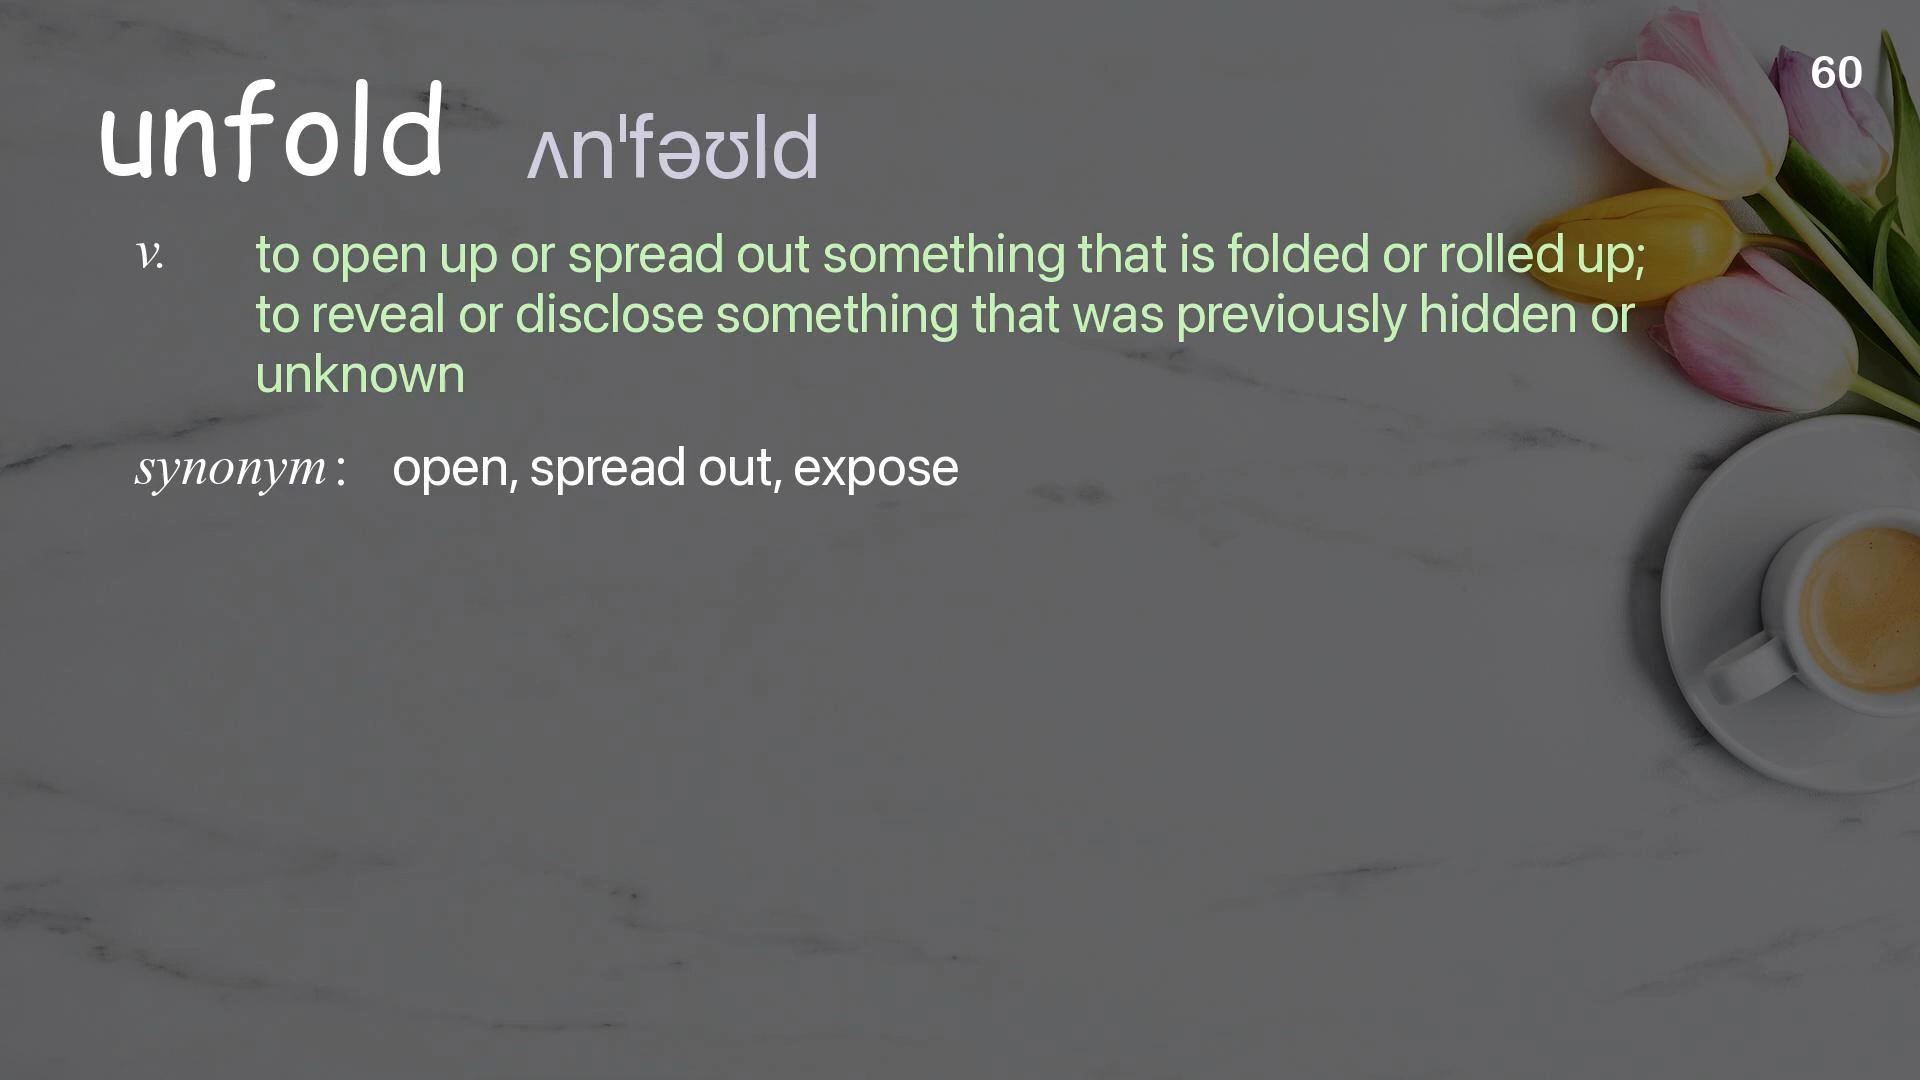 60
unfold ʌnˈfəʊld
v. to open up or spread out something that is folded or rolled up;
to reveal or disclose something that was previously hidden or
unknown
synonym : open, spread out, expose